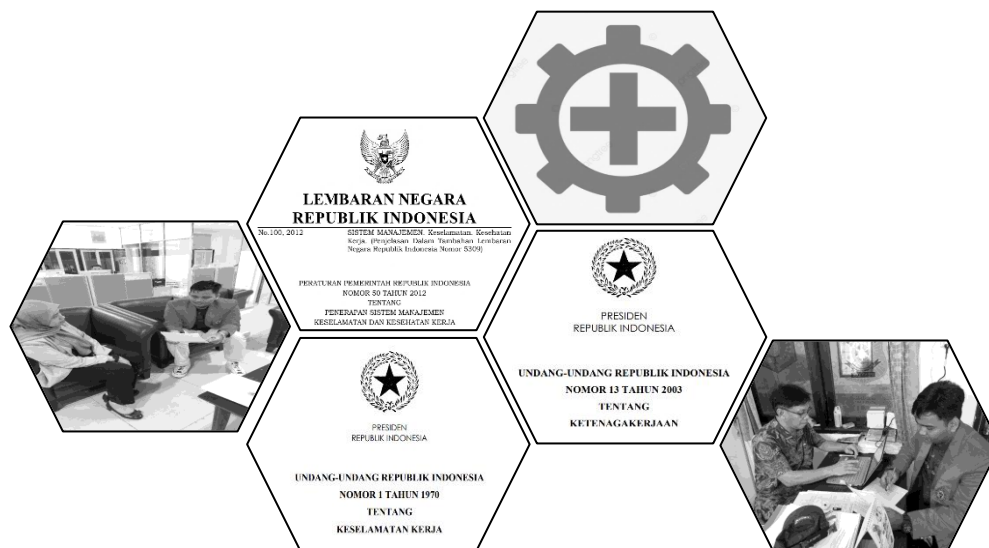 LEMBARAN NEGARA
REPUBLIK INDONESIA
No.100, 2012
SISTEM MANAJEMEN. Keselamatan. Kesehatan
Kerja. (Penjelasan Dalam Tambahan Lembaran
Negara Republik Indonesia Nomor 5309)
PERATURAN PEMERINTAH REPUBLIK INDONESIA
NOMOR 50 TAHUN 2012
TENTANG
PENERAPAN SISTEM MANAJEMEN
KESELAMATAN DAN KESEHATAN KERJA
PRESIDEN
REPUBLIK INDONESIA
UNDANG-UNDANG REPUBLIK INDONESIA
NOMOR 13 TAHUN 2003
TENTANG
KETENAGAKERJAAN
PRESIDEN
REPUBLIK INDONESIA
UNDANG-UNDANG REPUBLIK INDONESIA
NOMOR 1 TAHUN 1970
TENTANG
KESELAMATAN KERJA